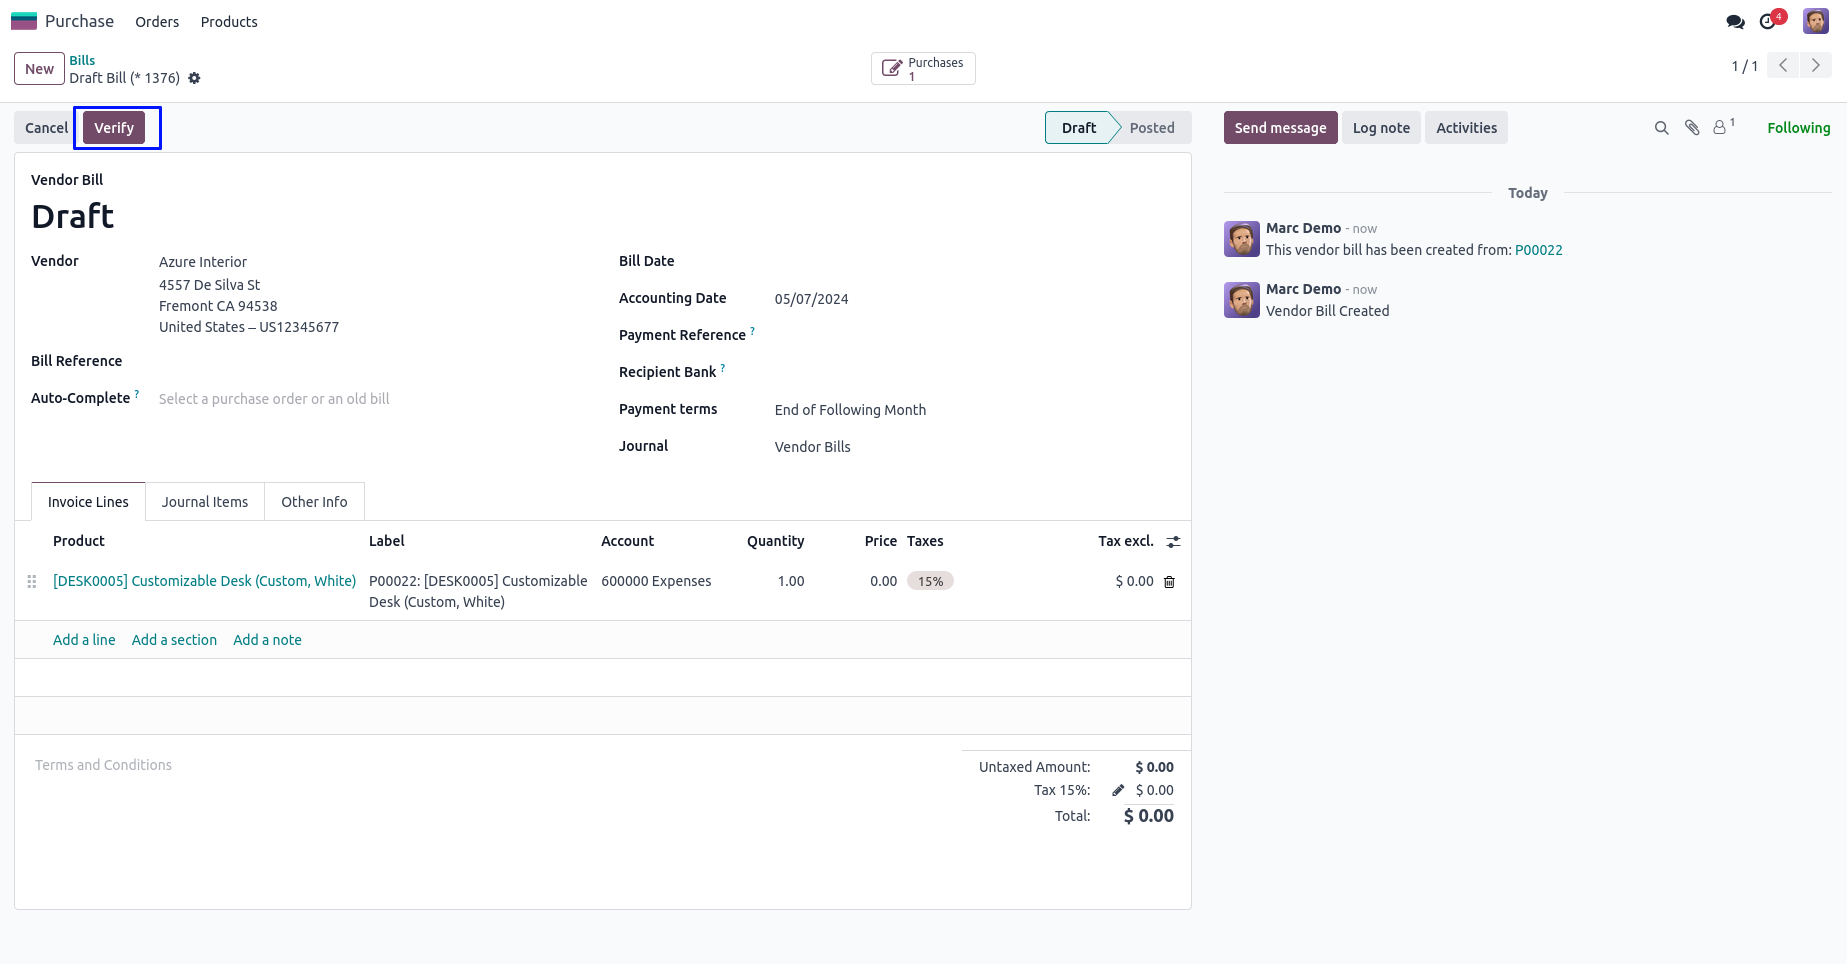 Purchase Orders Products
4
New
Bills
Draft Bill (* 1376)
Purchases
1
1 / 1
Cancel Verify
Draft Posted
Send message Log note Activities
1
Following
Vendor Bill
Draft
Vendor
Azure Interior
4557 De Silva St
Fremont CA 94538
United States – US12345677
Bill Reference
Auto-Complete ? Select a purchase order or an old bill
Bill Date
Accounting Date 05/07/2024
Payment Reference ?
Recipient Bank ?
Payment terms End of Following Month
Journal Vendor Bills
Invoice Lines Journal Items Other Info
Product Label Account Quantity Price Taxes Tax excl.
[DESK0005] Customizable Desk (Custom, White) P00022: [DESK0005] Customizable 600000 Expenses 1.00 0.00 15% $ 0.00
Desk (Custom, White)
Add a line Add a section Add a note
Terms and Conditions
Untaxed Amount: $ 0.00
Tax 15%: $ 0.00
Total: $ 0.00
Today
Marc Demo - now
This vendor bill has been created from: P00022
Marc Demo - now
Vendor Bill Created